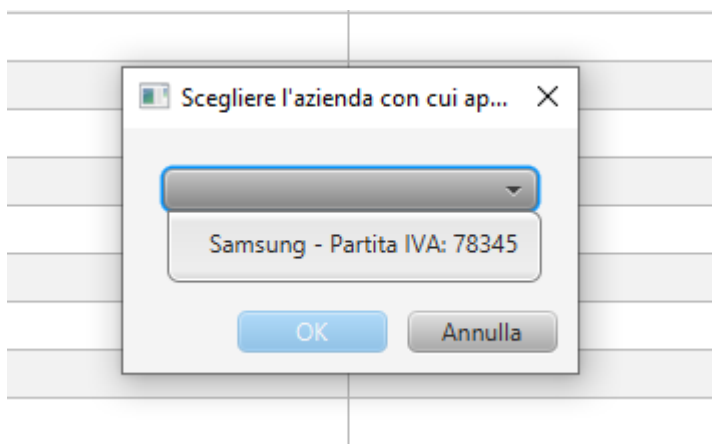 Scegliere l'azienda con cui ap...
Samsung - Partita IVA: 78345
OK
Annulla